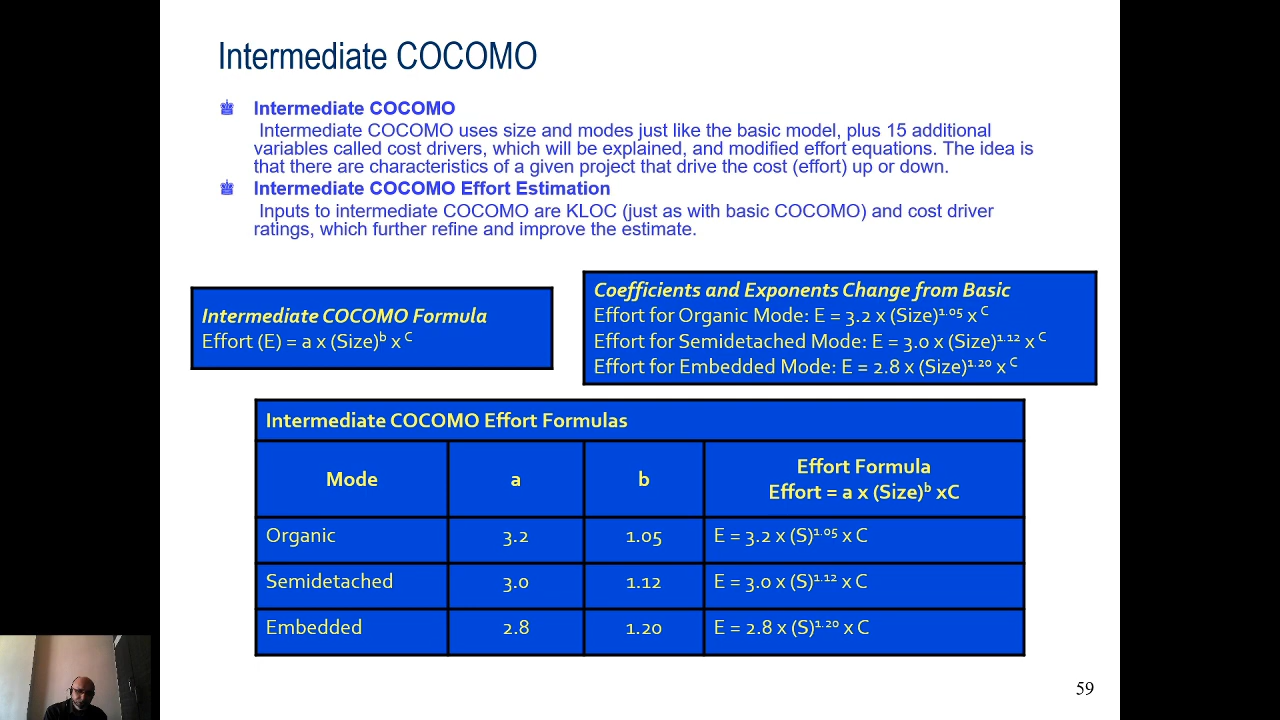 Intermediate COCOMO
Intermediate COCOMO
Intermediate COCOMO uses size and modes just like the basic model, plus 15 additional
variables called cost drivers, which will be explained, and modified effort equations. The idea is
that there are characteristics of a given project that drive the cost (effort) up or down.
Intermediate COCOMO Effort Estimation
Inputs to intermediate COCOMO are KLOC (just as with basic COCOMO) and cost driver
ratings, which further refine and improve the estimate.
Intermediate COCOMO Formula
Effort (E) = a x (Size)ᵇ x ᶜ
Coefficients and Exponents Change from Basic
Effort for Organic Mode: E = 3.2 x (Size)¹·⁰⁵ x ᶜ
Effort for Semidetached Mode: E = 3.0 x (Size)¹·¹² x ᶜ
Effort for Embedded Mode: E = 2.8 x (Size)¹·²⁰ x ᶜ
Intermediate COCOMO Effort Formulas
Mode a b Effort Formula
Effort = a x (Size)ᵇ xC
Organic 3.2 1.05 E = 3.2 x (S)¹·⁰⁵ x C
Semidetached 3.0 1.12 E = 3.0 x (S)¹·¹² x C
Embedded 2.8 1.20 E = 2.8 x (S)¹·²⁰ x C
59